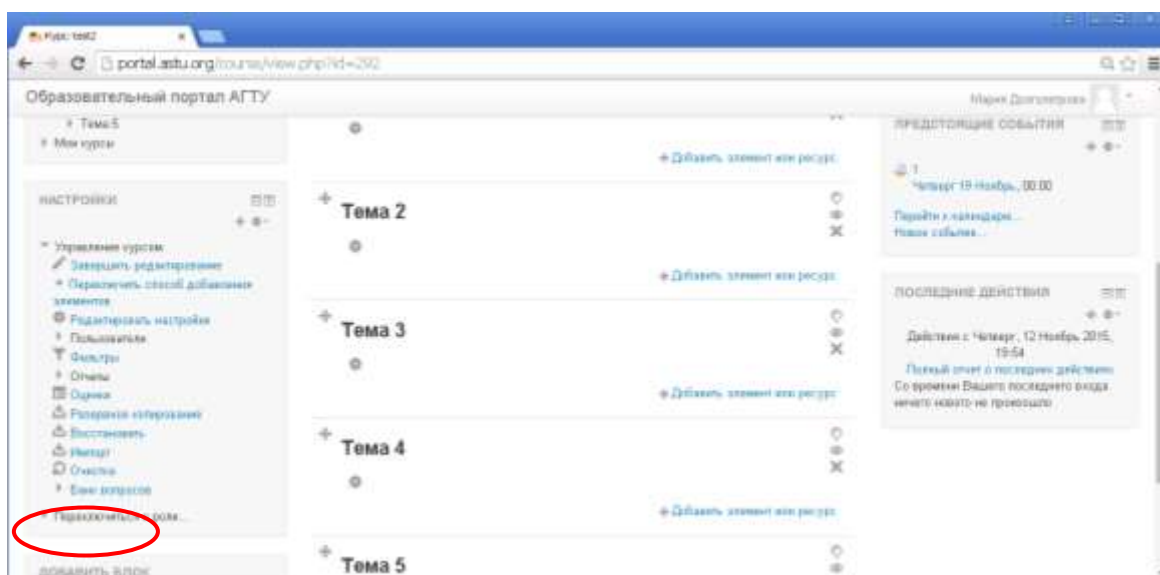 Курс: test2
portal.astu.org/course/view.php?id=292
Образовательный портал АГТУ
Мария
Тема 5
Мои курсы
НАСТРОЙКИ
Управление курсом
Завершить редактирование
Переключить способ добавления
элементов
Редактировать настройки
Пользователи
Фильтры
Отчеты
Оценки
Резервное копирование
Восстановить
Импорт
Очистка
Банк вопросов
Переключиться к роли...
ДОБАВИТЬ БЛОК
Добавить элемент или ресурс
Тема 2
Добавить элемент или ресурс
Тема 3
Добавить элемент или ресурс
Тема 4
Добавить элемент или ресурс
Тема 5
ПРЕДСТОЯЩИЕ СОБЫТИЯ
1
Четверг 19 Ноябрь, 00:00
Перейти к календарю...
Новое событие...
ПОСЛЕДНИЕ ДЕЙСТВИЯ
Действия с Четверг, 12 Ноябрь 2015,
19:54
Полный отчет о последних действиях
Со времени Вашего последнего входа
ничего нового не произошло